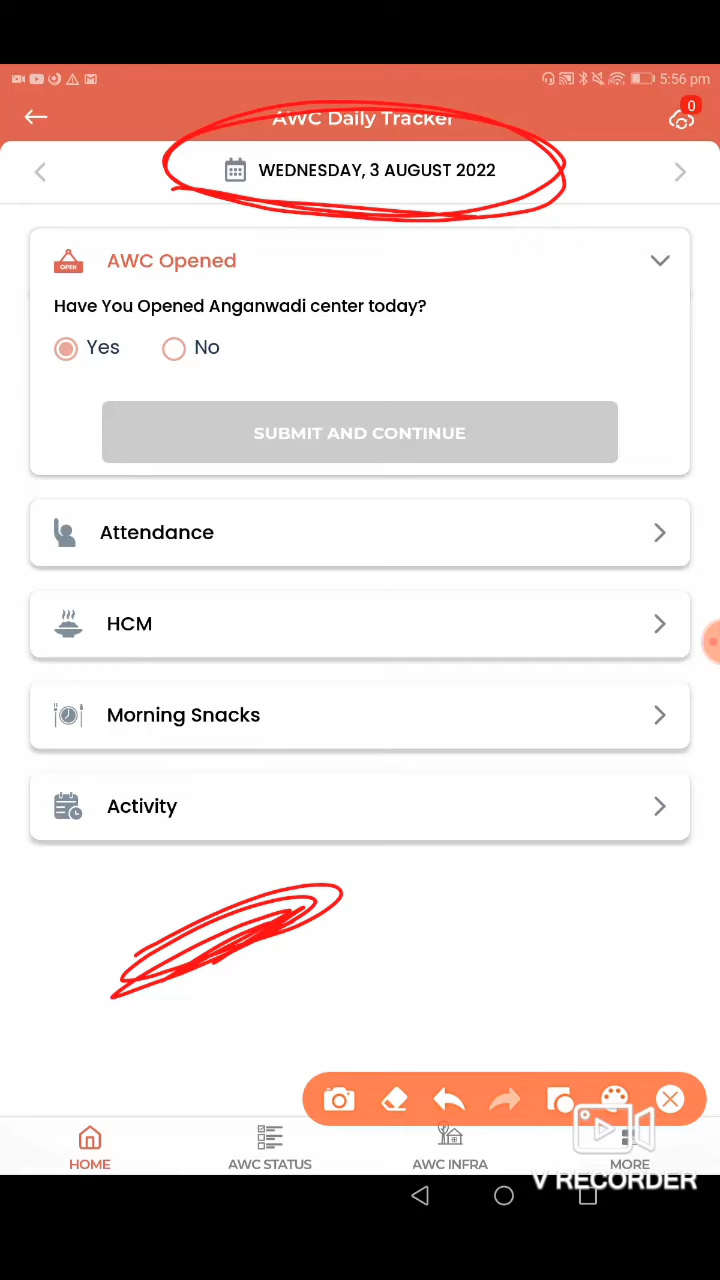 5:56 pm
0
AWC Daily Tracker
WEDNESDAY, 3 AUGUST 2022
OPEN
AWC Opened
Have You Opened Anganwadi center today?
Yes No
SUBMIT AND CONTINUE
Attendance
HCM
Morning Snacks
Activity
HOME AWC STATUS AWC INFRA MORE
V RECORDER